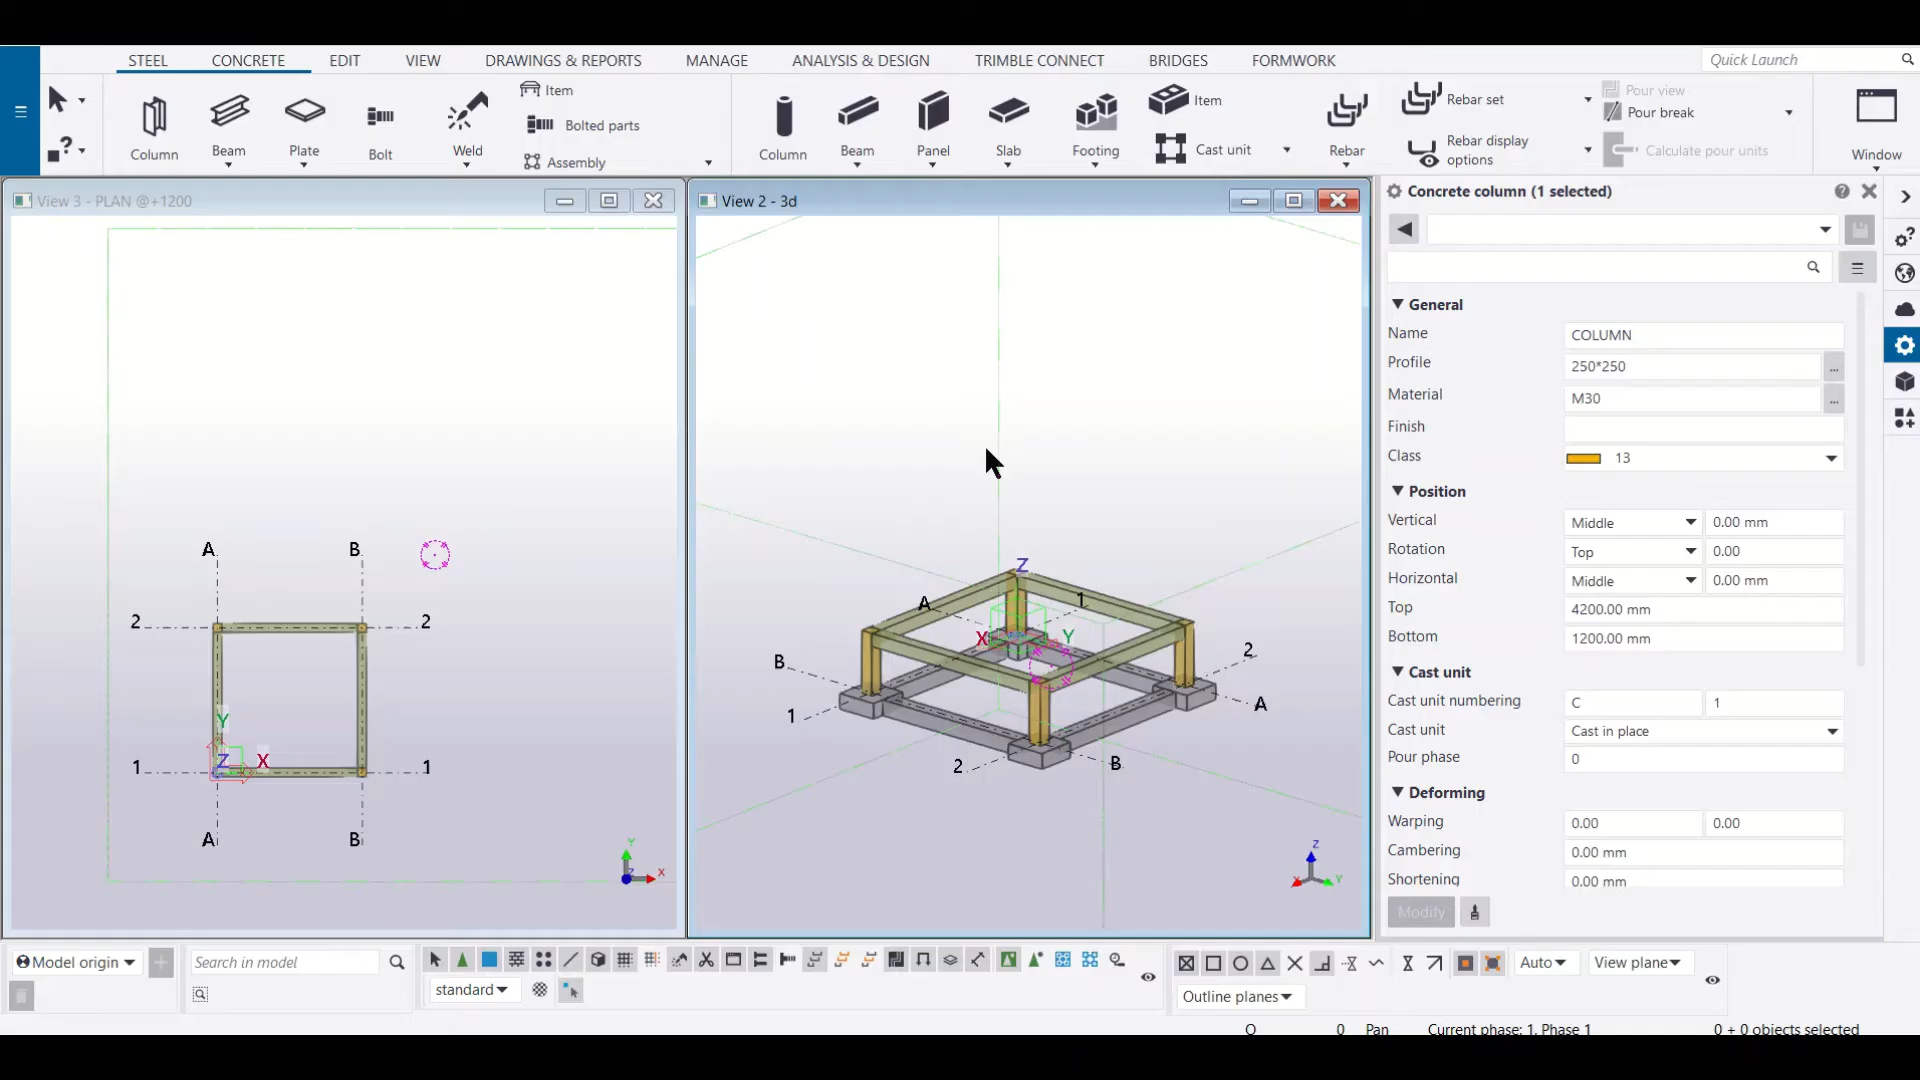 STEEL CONCRETE EDIT VIEW DRAWINGS & REPORTS MANAGE ANALYSIS & DESIGN TRIMBLE CONNECT BRIDGES FORMWORK Quick Launch
Item
Bolted parts
Assembly
Column Beam Plate Bolt Weld
Item
Cast unit
Column Beam Panel Slab Footing Rebar
Rebar set
Rebar display
options
Pour view
Pour break
Calculate pour units
Window
View 3 - PLAN @+1200
A B
2 2
Y
Z X
1 1
A B
Y
Z X
View 2 - 3d
Z
A 1
X Y
B 2
1 A
2 B
Z
X Y
Concrete column (1 selected)
General
Name COLUMN
Profile 250*250 ...
Material M30 ...
Finish
Class 13
Position
Vertical Middle 0.00 mm
Rotation Top 0.00
Horizontal Middle 0.00 mm
Top 4200.00 mm
Bottom 1200.00 mm
Cast unit
Cast unit numbering C 1
Cast unit Cast in place
Pour phase 0
Deforming
Warping 0.00 0.00
Cambering 0.00 mm
Shortening 0.00 mm
Modify
Model origin Search in model
standard
Auto View plane
Outline planes
O 0 Pan Current phase: 1, Phase 1 0 + 0 objects selected